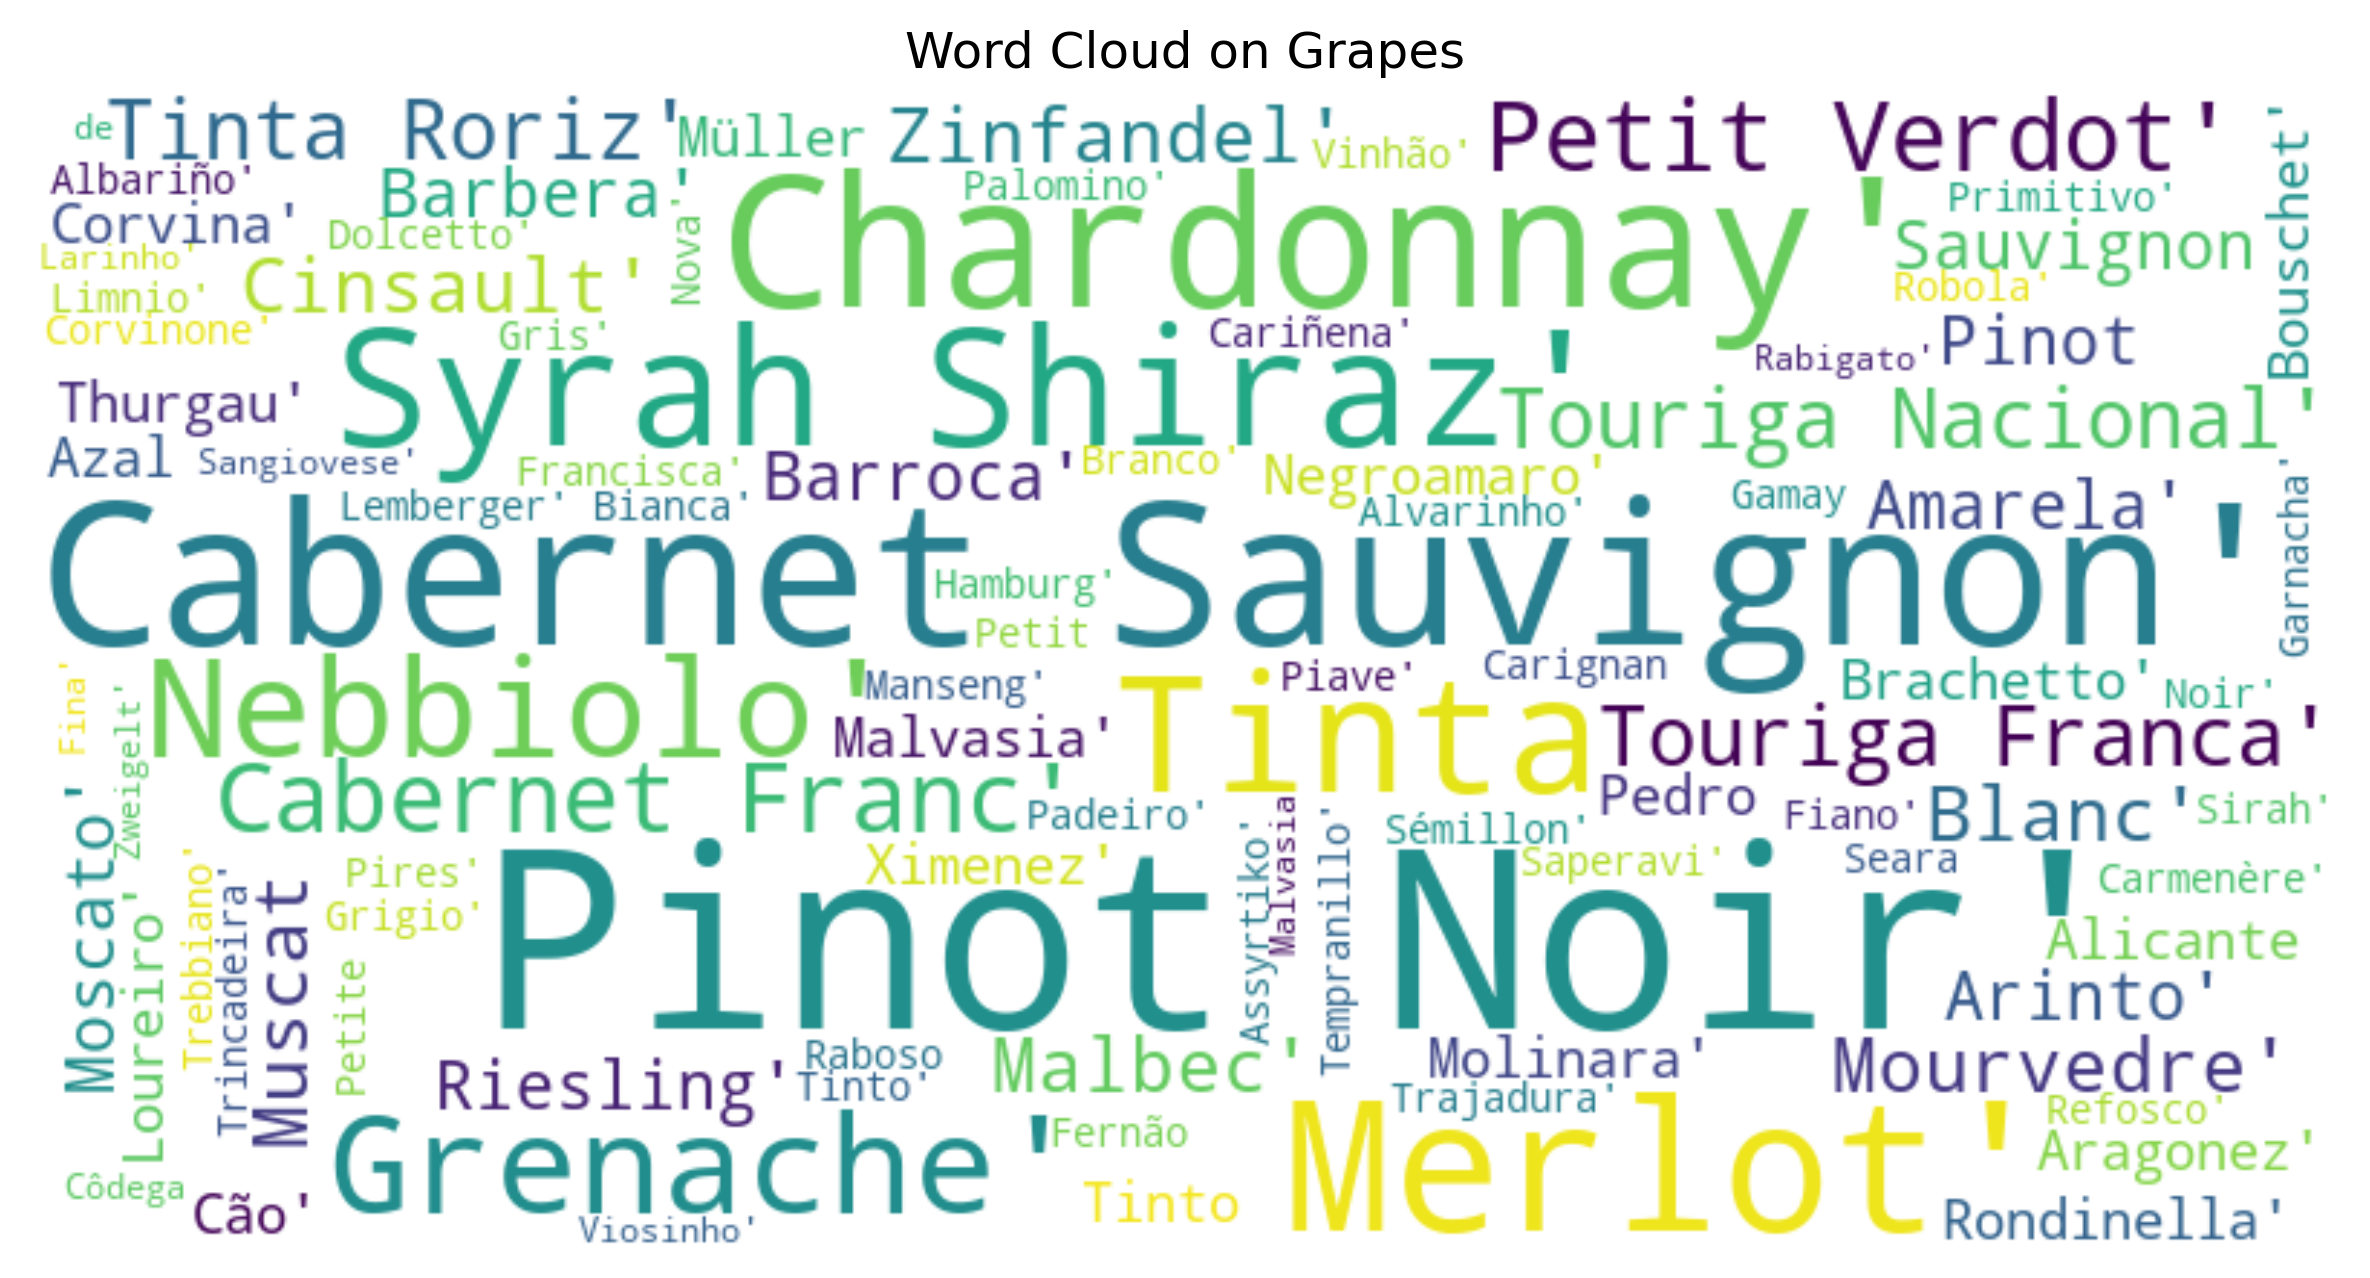 Word Cloud on Grapes
de
Tinta Roriz'
Müller
Zinfandel'
Vinhão'
Petit Verdot'
Bouschet'
Albariño'
Barbera'
Chardonnay'
Palomino'
Primitivo'
Corvina'
Dolcetto'
Nova'
Sauvignon
Larinho'
Cinsault'
Limnio'
Robola'
Corvinone'
Gris'
Syrah Shiraz'
Cariñena'
Rabigato'
Pinot
Thurgau'
Touriga Nacional'
Azal
Sangiovese'
Francisca'
Barroca'
Branco'
Negroamaro'
Lemberger'
Bianca'
Alvarinho'
Gamay
Amarela'
Garnacha'
Cabernet Sauvignon'
Hamburg'
Petit
Fina'
Zweigelt'
Nebbiolo'
Manseng'
Malvasia'
Tinta
Piave'
Carignan
Brachetto'
Noir'
Touriga Franca'
Cabernet Franc'
Padeiro'
Malvasia
Pedro
Fiano'
Blanc'
Sirah'
Moscato'
Loureiro'
Trebbiano'
Trincadeira'
Muscat
Pires'
Grigio'
Petite
Pinot Noir'
Ximenez'
Assyrtiko'
Tempranillo'
Sémillon'
Saperavi'
Seara
Carmenère'
Alicante
Arinto'
Riesling'
Raboso
Tinto'
Malbec'
Molinara'
Mourvedre'
Trajadura'
Refosco'
Grenache'
Fernão
Merlot'
Aragonez'
Côdega
Cão'
Viosinho'
Tinto
Rondinella'